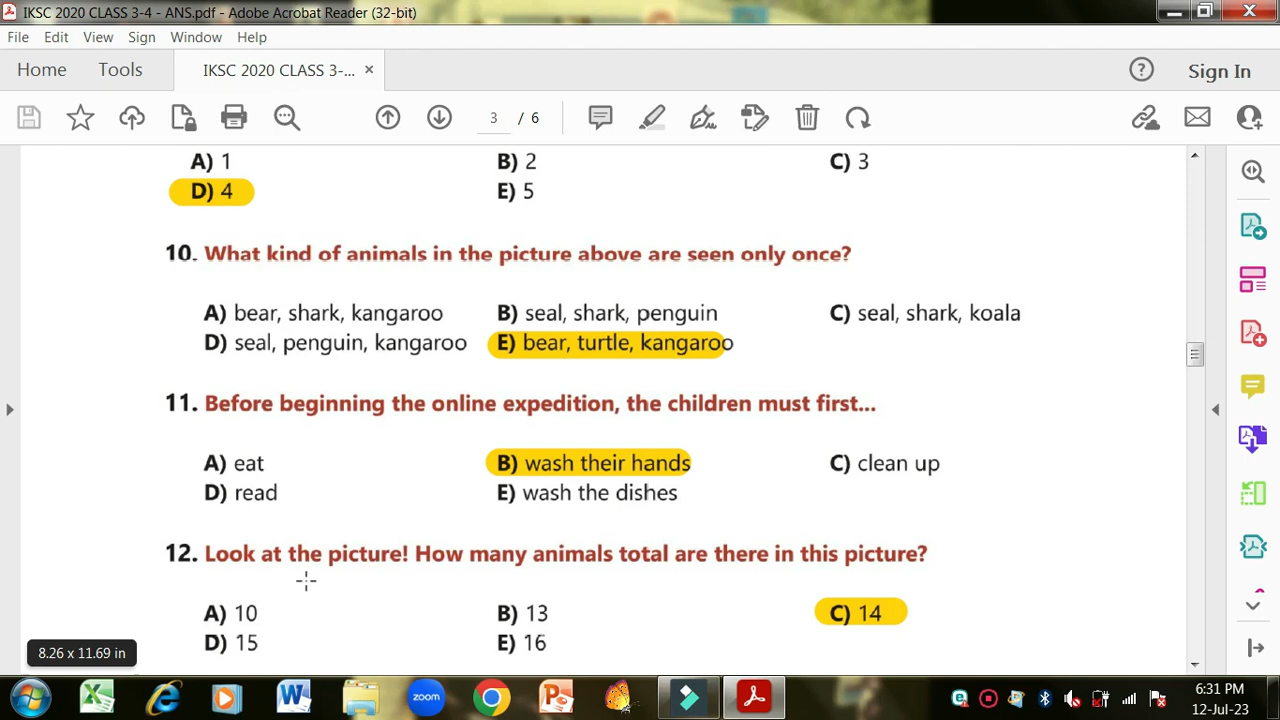 IKSC 2020 CLASS 3-4 - ANS.pdf - Adobe Acrobat Reader (32-bit)
File Edit View Sign Window Help
Home Tools IKSC 2020 CLASS 3-... × Sign In
3 / 6
A) 1 B) 2 C) 3
D) 4 E) 5
10. What kind of animals in the picture above are seen only once?
A) bear, shark, kangaroo B) seal, shark, penguin C) seal, shark, koala
D) seal, penguin, kangaroo E) bear, turtle, kangaroo
11. Before beginning the online expedition, the children must first...
A) eat B) wash their hands C) clean up
D) read E) wash the dishes
12. Look at the picture! How many animals total are there in this picture?
A) 10 B) 13 C) 14
D) 15 E) 16
8.26 x 11.69 in
zoom
6:31 PM
12-Jul-23